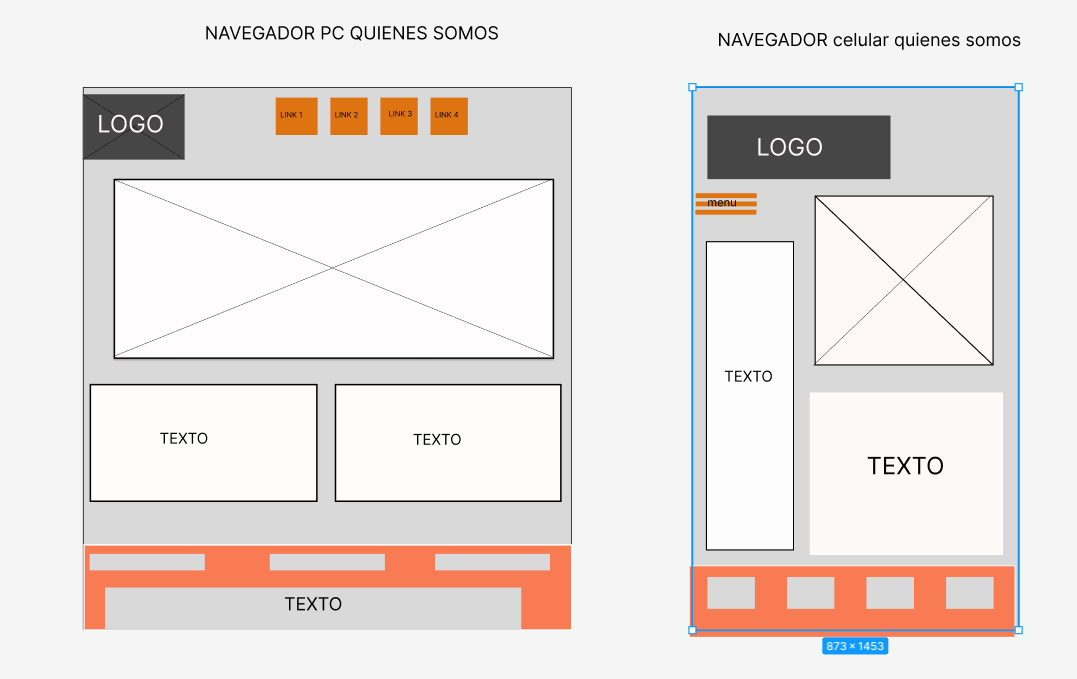 NAVEGADOR PC QUIENES SOMOS
LOGO
LINK 1
LINK 2
LINK 3
LINK 4
TEXTO
TEXTO
TEXTO
NAVEGADOR celular quienes somos
LOGO
menu
TEXTO
TEXTO
873 × 1453